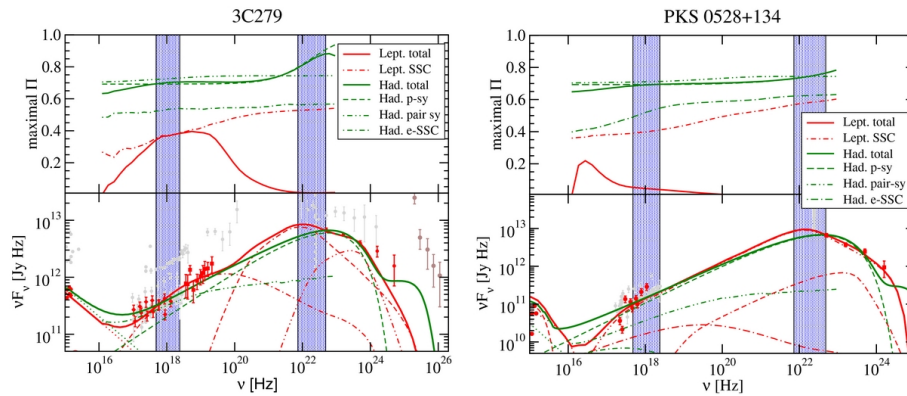 3C279
1.0
0.8
0.6
0.4
0.2
maximal Π
Lept. total
Lept. SSC
Had. total
Had. p-sy
Had. pair sy
Had. e-SSC
10^13
10^12
10^11
νF_ν [Jy Hz]
10^16 10^18 10^20 10^22 10^24 10^26
ν [Hz]
PKS 0528+134
1.0
0.8
0.6
0.4
0.2
maximal Π
Lept. total
Lept. SSC
Had. total
Had. p-sy
Had. pair-sy
Had. e-SSC
10^13
10^12
10^11
10^10
νF_ν [Jy Hz]
10^16 10^18 10^20 10^22 10^24
ν [Hz]